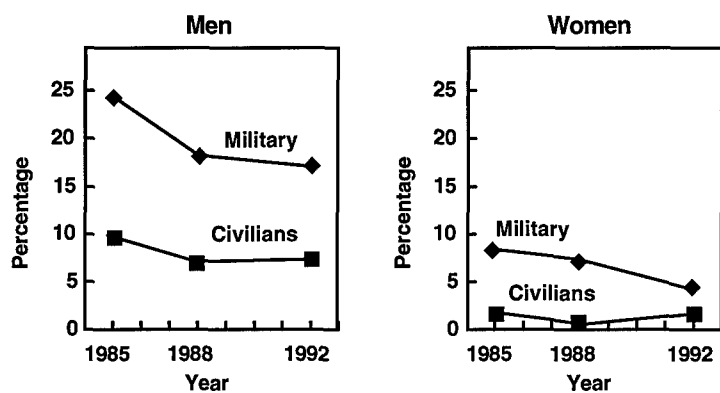 Men
Percentage
25
20
15
10
5
0
Military
Civilians
1985 1988 1992
Year
Women
Percentage
25
20
15
10
5
0
Military
Civilians
1985 1988 1992
Year